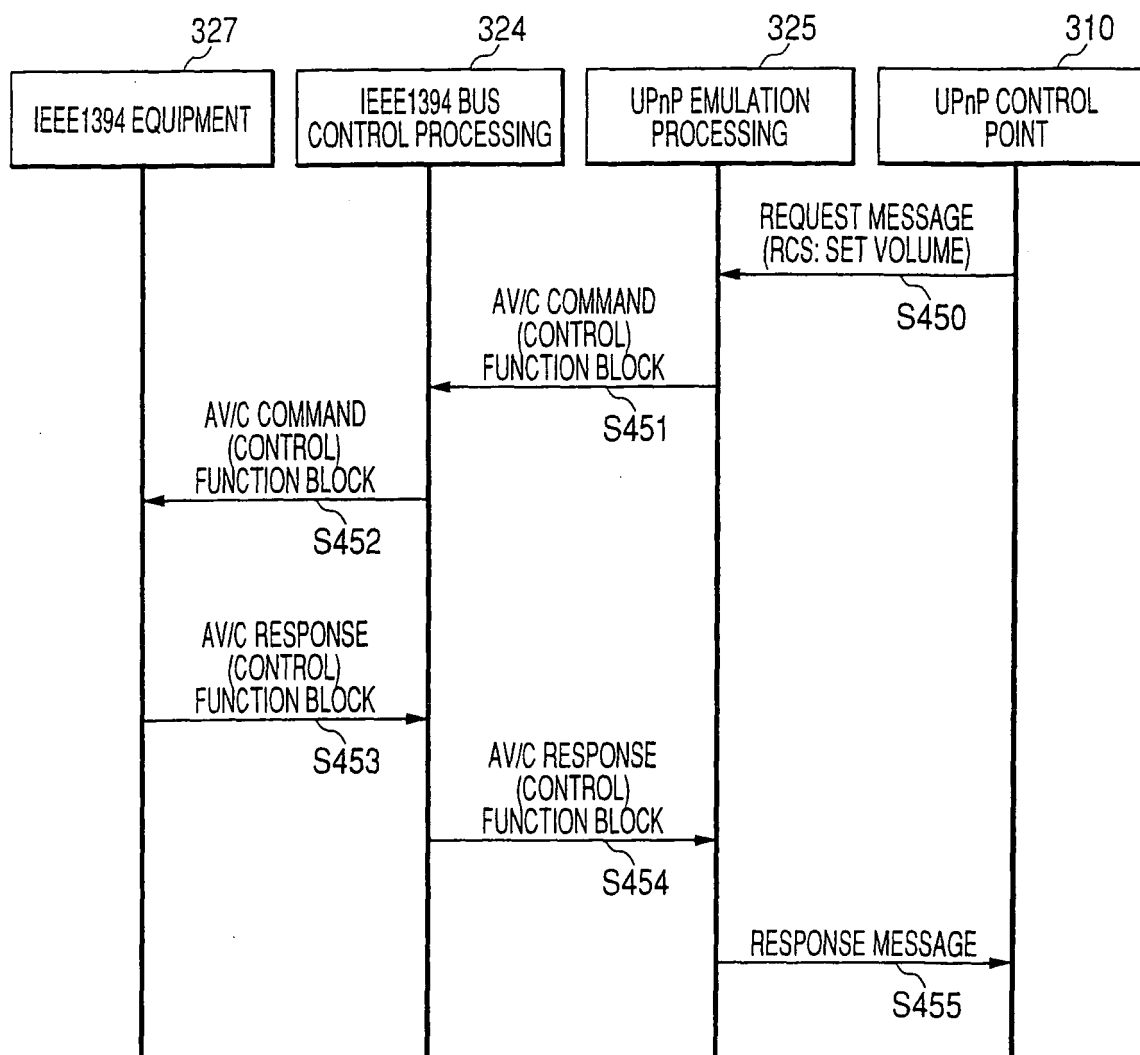 327
324
325
310
IEEE1394 EQUIPMENT
IEEE1394 BUS
CONTROL PROCESSING
UPnP EMULATION
PROCESSING
UPnP CONTROL
POINT
REQUEST MESSAGE
(RCS: SET VOLUME)
S450
AV/C COMMAND
(CONTROL)
FUNCTION BLOCK
S451
AV/C COMMAND
(CONTROL)
FUNCTION BLOCK
S452
AV/C RESPONSE
(CONTROL)
FUNCTION BLOCK
S453
AV/C RESPONSE
(CONTROL)
FUNCTION BLOCK
S454
RESPONSE MESSAGE
S455